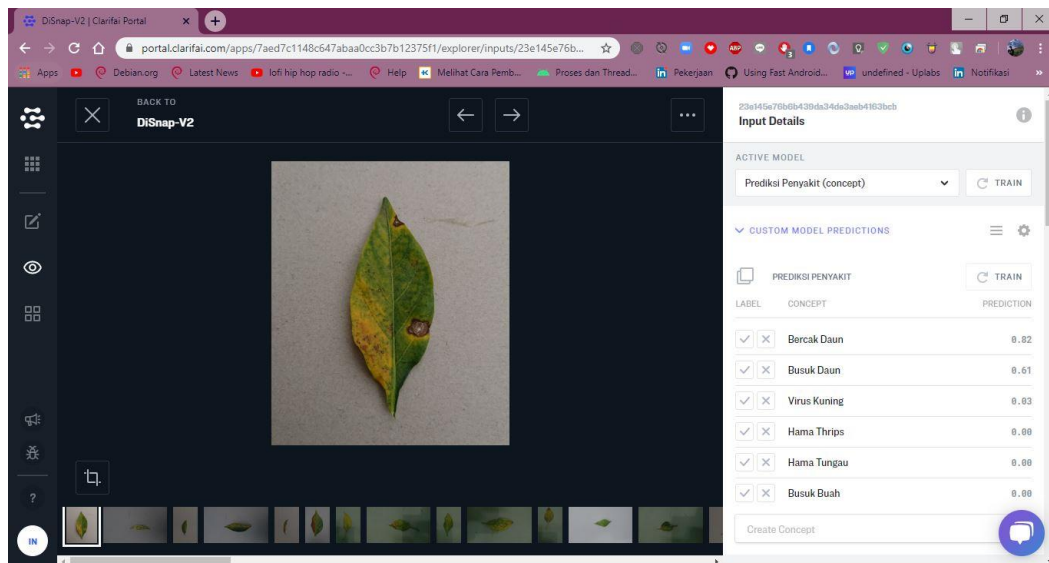 DiSnap-V2 | Clarifai Portal
portal.clarifai.com/apps/7aed7c1148c647abaa0cc3b7b12375f1/explorer/inputs/23e145e76b...
Apps
Debian.org
Latest News
lofi hip hop radio -...
Help
Melihat Cara Pemb...
Proses dan Thread...
Pekerjaan
Using Fast Android...
undefined - Uplabs
Notifikasi
BACK TO
DiSnap-V2
23e145e76b6b439da34de3aeb4163bcb
Input Details
ACTIVE MODEL
Prediksi Penyakit (concept)
TRAIN
CUSTOM MODEL PREDICTIONS
PREDIKSI PENYAKIT
TRAIN
LABEL CONCEPT PREDICTION
Bercak Daun 0.82
Busuk Daun 0.61
Virus Kuning 0.03
Hama Thrips 0.00
Hama Tungau 0.00
Busuk Buah 0.00
Create Concept
?
IN